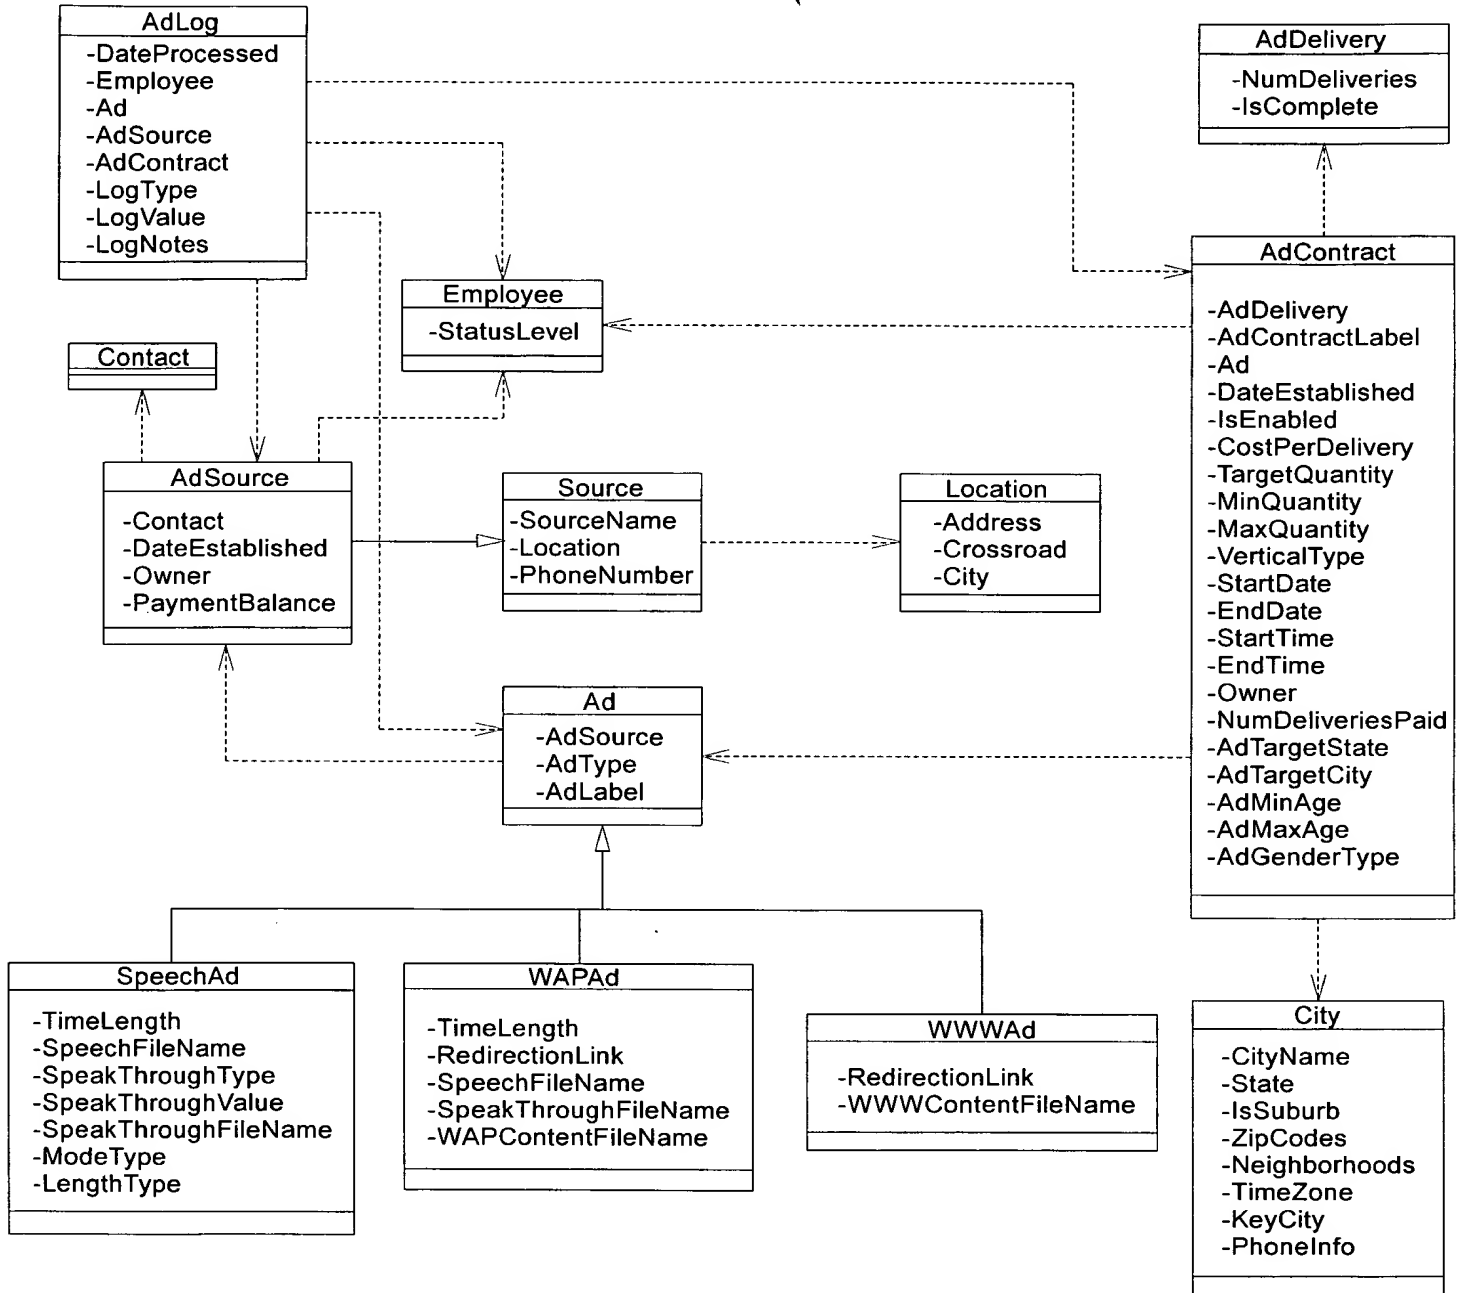 AdLog
-DateProcessed
-Employee
-Ad
-AdSource
-AdContract
-LogType
-LogValue
-LogNotes
AdDelivery
-NumDeliveries
-IsComplete
Employee
-StatusLevel
Contact
AdContract
-AdDelivery
-AdContractLabel
-Ad
-DateEstablished
-IsEnabled
-CostPerDelivery
-TargetQuantity
-MinQuantity
-MaxQuantity
-VerticalType
-StartDate
-EndDate
-StartTime
-EndTime
-Owner
-NumDeliveriesPaid
-AdTargetState
-AdTargetCity
-AdMinAge
-AdMaxAge
-AdGenderType
AdSource
-Contact
-DateEstablished
-Owner
-PaymentBalance
Source
-SourceName
-Location
-PhoneNumber
Location
-Address
-Crossroad
-City
Ad
-AdSource
-AdType
-AdLabel
SpeechAd
-TimeLength
-SpeechFileName
-SpeakThroughType
-SpeakThroughValue
-SpeakThroughFileName
-ModeType
-LengthType
WAPAd
-TimeLength
-RedirectionLink
-SpeechFileName
-SpeakThroughFileName
-WAPContentFileName
WWWAd
-RedirectionLink
-WWWContentFileName
City
-CityName
-State
-IsSuburb
-ZipCodes
-Neighborhoods
-TimeZone
-KeyCity
-PhoneInfo